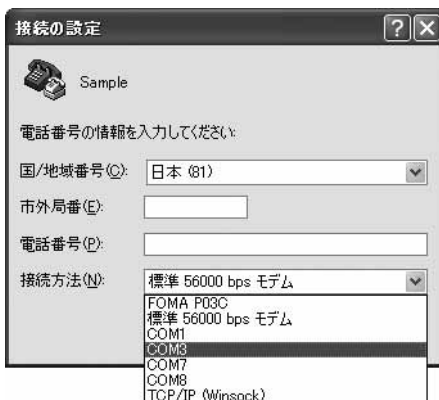 接続の設定
Sample
電話番号の情報を入力してください:
国/地域番号(C): 日本 (81)
市外局番(E):
電話番号(P):
接続方法(N): 標準 56000 bps モデム
FOMA P03C
標準 56000 bps モデム
COM1
COM3
COM7
COM8
TCP/IP (Winsock)